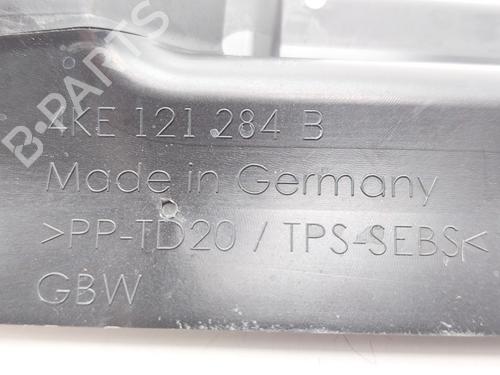 B-PARTS
4KE 121 284 B
Made in Germany
>PP-TD20 / TPS-SEBS<
GBW